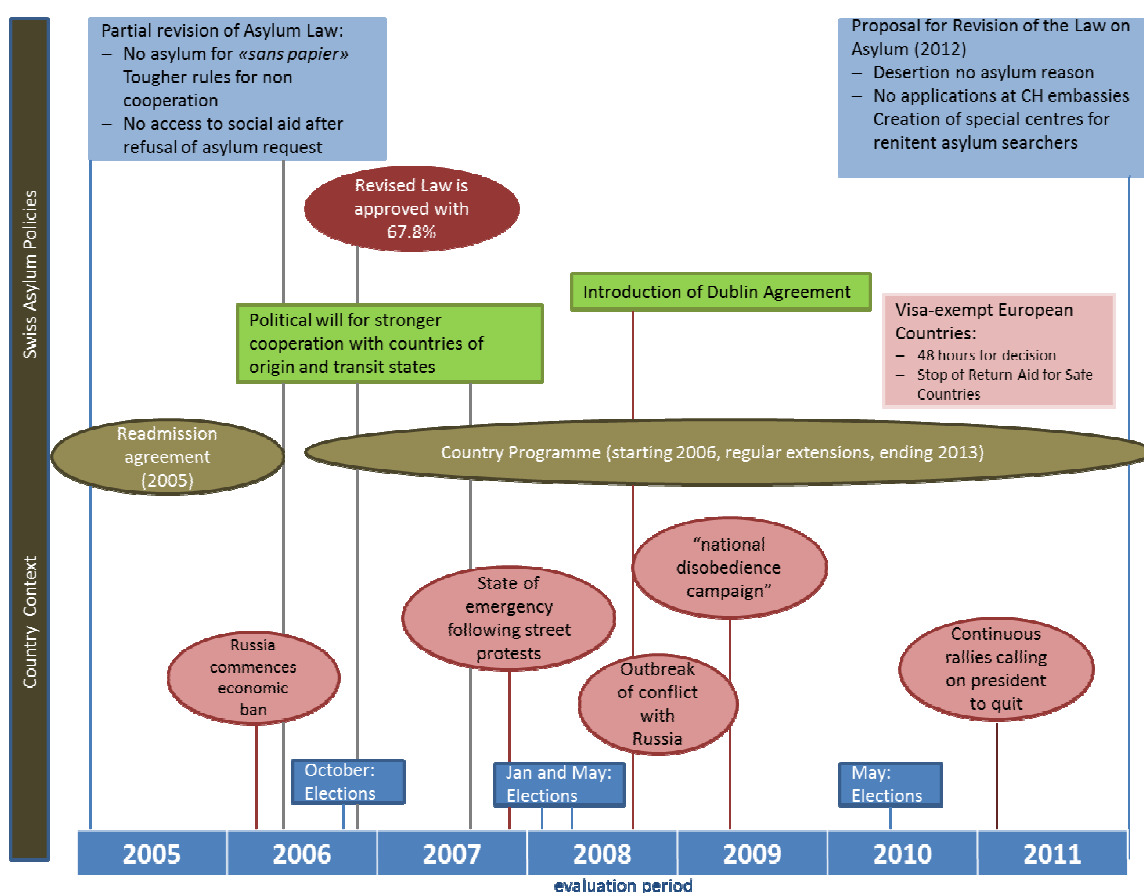 Swiss Asylum Policies
Partial revision of Asylum Law:
– No asylum for «sans papier»
Tougher rules for non
cooperation
– No access to social aid after
refusal of asylum request
Proposal for Revision of the Law on
Asylum (2012)
– Desertion no asylum reason
– No applications at CH embassies
Creation of special centres for
renitent asylum searchers
Revised Law is
approved with
67.8%
Introduction of Dublin Agreement
Political will for stronger
cooperation with countries of
origin and transit states
Visa-exempt European
Countries:
– 48 hours for decision
– Stop of Return Aid for Safe
Countries
Readmission
agreement
(2005)
Country Programme (starting 2006, regular extensions, ending 2013)
Country Context
"national
disobedience
campaign"
State of
emergency
following street
protests
Russia
commences
economic
ban
Outbreak
of conflict
with
Russia
Continuous
rallies calling
on president
to quit
October:
Elections
Jan and May:
Elections
May:
Elections
2005
2006
2007
2008
2009
2010
2011
evaluation period